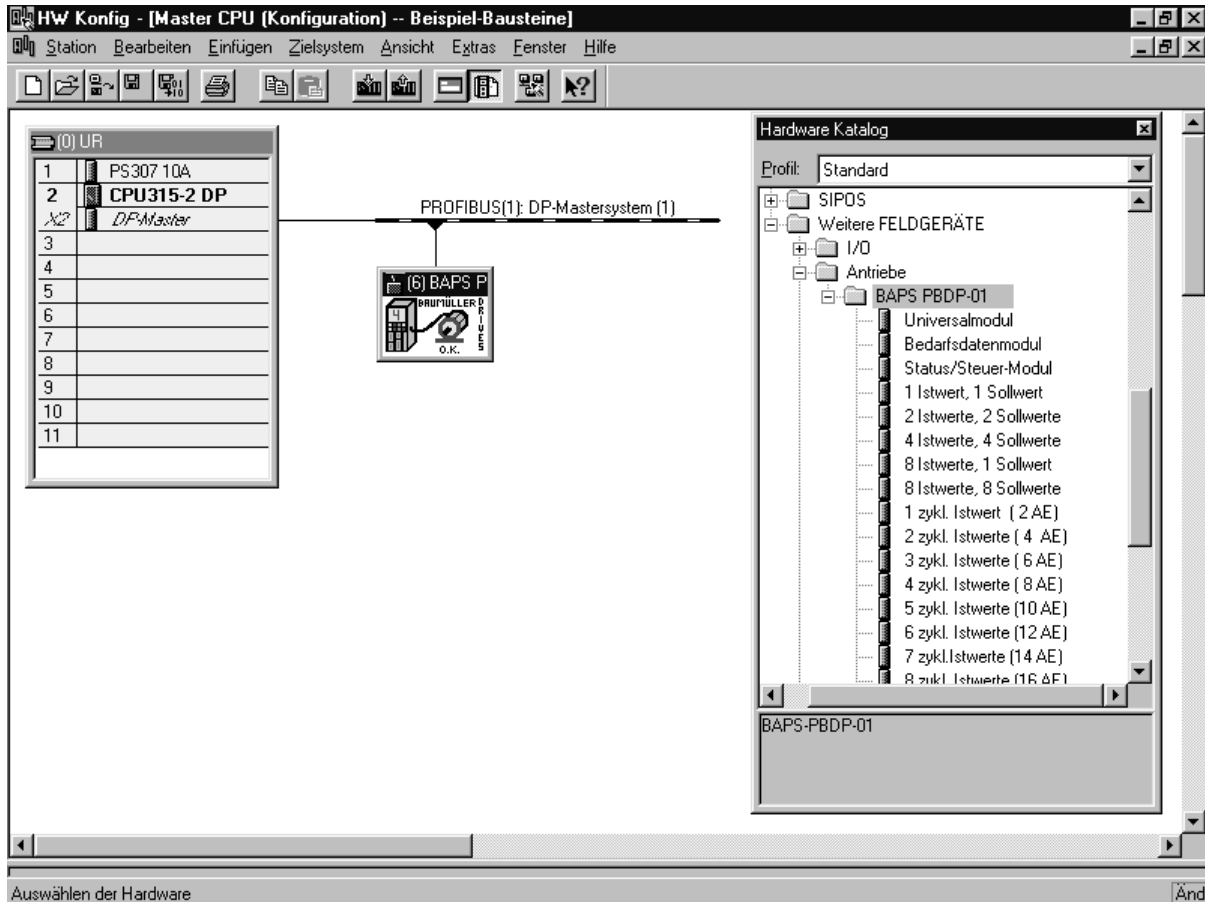 HW Konfig - [Master CPU (Konfiguration) -- Beispiel-Bausteine]
Station Bearbeiten Einfügen Zielsystem Ansicht Extras Fenster Hilfe
(0) UR
1 PS307 10A
2 CPU315-2 DP
X2 DP-Master
3
4
5
6
7
8
9
10
11
PROFIBUS(1): DP-Mastersystem (1)
(6) BAPS P
BAUMÜLLER
DRIVES
4
O.K.
Hardware Katalog
Profil: Standard
SIPOS
Weitere FELDGERÄTE
I/O
Antriebe
BAPS PBDP-01
Universalmodul
Bedarfsdatenmodul
Status/Steuer-Modul
1 Istwert, 1 Sollwert
2 Istwerte, 2 Sollwerte
4 Istwerte, 4 Sollwerte
8 Istwerte, 1 Sollwert
8 Istwerte, 8 Sollwerte
1 zykl. Istwert ( 2 AE)
2 zykl. Istwerte ( 4 AE)
3 zykl. Istwerte ( 6 AE)
4 zykl. Istwerte ( 8 AE)
5 zykl. Istwerte (10 AE)
6 zykl. Istwerte (12 AE)
7 zykl.Istwerte (14 AE)
8 zykl. Istwerte (16 AE)
BAPS-PBDP-01
Auswählen der Hardware
Änd